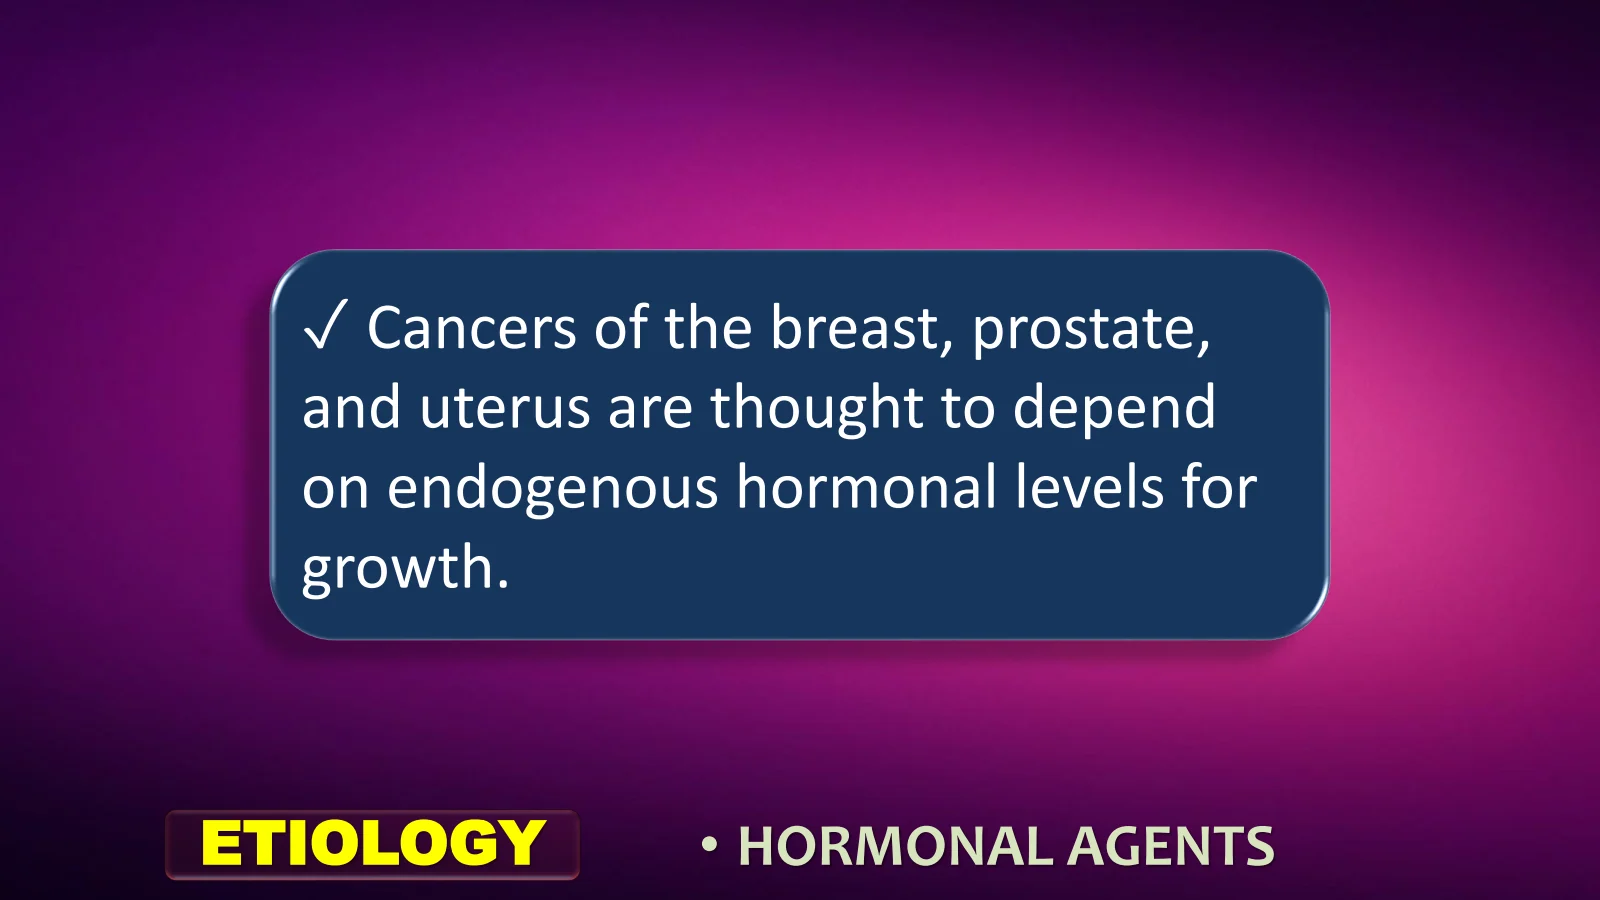 ✓ Cancers of the breast, prostate,
and uterus are thought to depend
on endogenous hormonal levels for
growth.
ETIOLOGY
• HORMONAL AGENTS